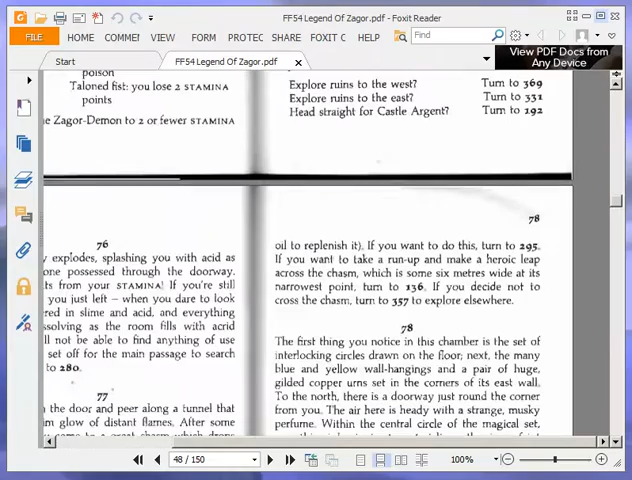 FF54 Legend Of Zagor.pdf - Foxit Reader
FILE HOME COMMEI VIEW FORM PROTEC SHARE FOXIT C HELP Find
Start FF54 Legend Of Zagor.pdf
View PDF Docs from
Any Device
poison
Taloned fist: you lose 2 STAMINA
points
e Zagor-Demon to 2 or fewer STAMINA
Explore ruins to the west? Turn to 369
Explore ruins to the east? Turn to 331
Head straight for Castle Argent? Turn to 192
76
y explodes, splashing you with acid as
one possessed through the doorway.
ts from your STAMINA! If you're still
you just left – when you dare to look
red in slime and acid, and everything
ssolving as the room fills with acid
ll not be able to find anything of use
set off for the main passage to search
to 280.
77
the door and peer along a tunnel that
m glow of distant flames. After some
78
oil to replenish it). If you want to do this, turn to 295.
If you want to take a run-up and make a heroic leap
across the chasm, which is some six metres wide at its
narrowest point, turn to 136. If you decide not to
cross the chasm, turn to 357 to explore elsewhere.
78
The first thing you notice in this chamber is the set of
interlocking circles drawn on the floor; next, the many
blue and yellow wall-hangings and a pair of huge,
gilded copper urns set in the corners of its east wall.
To the north, there is a doorway just round the corner
from you. The air here is heady with a strange, musky
perfume. Within the central circle of the magical set,
48 / 150 100%